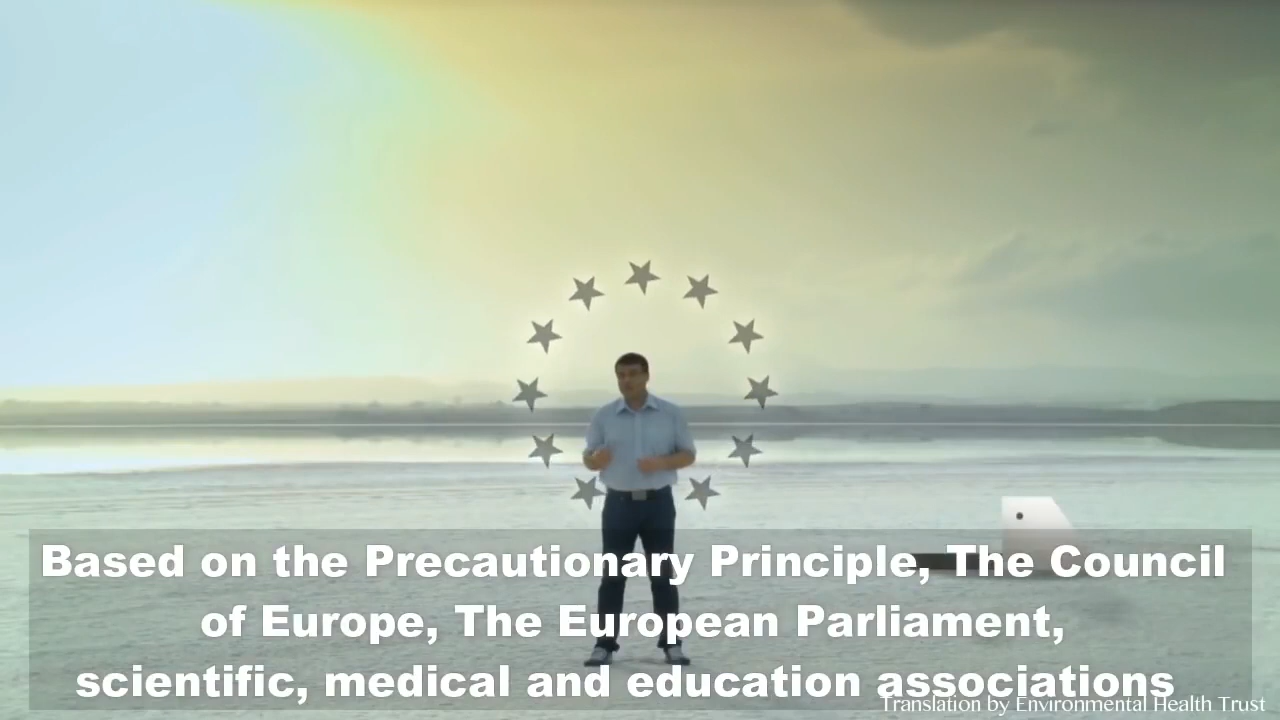 Based on the Precautionary Principle, The Council
of Europe, The European Parliament,
scientific, medical and education associations
Translation by Environmental Health Trust